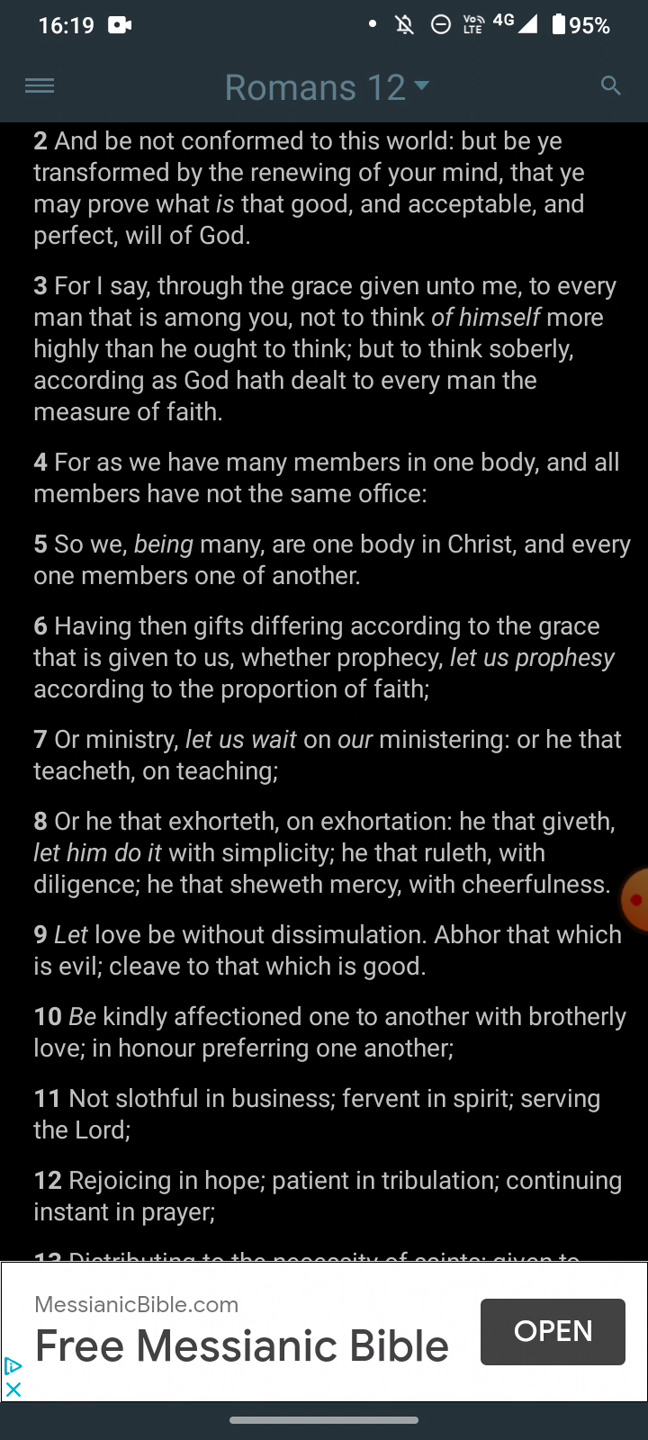 16:19
Vo)) LTE 4G 95%
Romans 12
2 And be not conformed to this world: but be ye
transformed by the renewing of your mind, that ye
may prove what is that good, and acceptable, and
perfect, will of God.
3 For I say, through the grace given unto me, to every
man that is among you, not to think of himself more
highly than he ought to think; but to think soberly,
according as God hath dealt to every man the
measure of faith.
4 For as we have many members in one body, and all
members have not the same office:
5 So we, being many, are one body in Christ, and every
one members one of another.
6 Having then gifts differing according to the grace
that is given to us, whether prophecy, let us prophesy
according to the proportion of faith;
7 Or ministry, let us wait on our ministering: or he that
teacheth, on teaching;
8 Or he that exhorteth, on exhortation: he that giveth,
let him do it with simplicity; he that ruleth, with
diligence; he that sheweth mercy, with cheerfulness.
9 Let love be without dissimulation. Abhor that which
is evil; cleave to that which is good.
10 Be kindly affectioned one to another with brotherly
love; in honour preferring one another;
11 Not slothful in business; fervent in spirit; serving
the Lord;
12 Rejoicing in hope; patient in tribulation; continuing
instant in prayer;
13 Distributing to the necessity of saints; given to
MessianicBible.com
Free Messianic Bible
OPEN